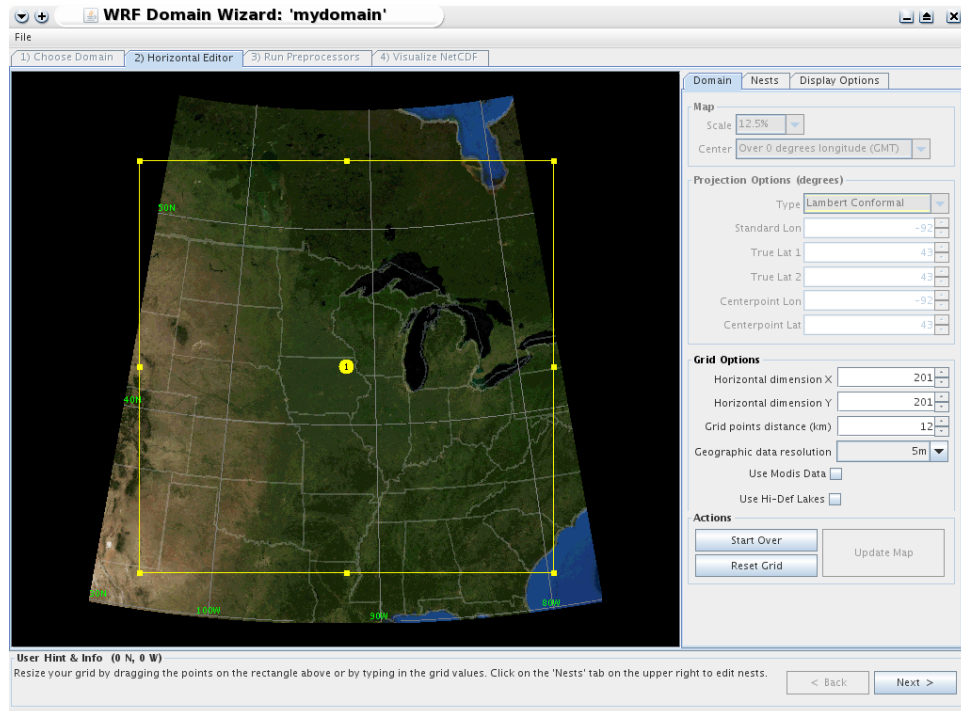 WRF Domain Wizard: 'mydomain'
File
1) Choose Domain 2) Horizontal Editor 3) Run Preprocessors 4) Visualize NetCDF
Domain Nests Display Options
Map
Scale 12.5%
Center Over 0 degrees longitude (GMT)
Projection Options (degrees)
Type Lambert Conformal
Standard Lon -92
True Lat 1 43
True Lat 2 43
Centerpoint Lon -92
Centerpoint Lat 43
Grid Options
Horizontal dimension X 201
Horizontal dimension Y 201
Grid points distance (km) 12
Geographic data resolution 5m
Use Modis Data
Use Hi-Def Lakes
Actions
Start Over
Update Map
Reset Grid
50N
1
40N
100W
90W
80W
User Hint & Info (0 N, 0 W)
Resize your grid by dragging the points on the rectangle above or by typing in the grid values. Click on the 'Nests' tab on the upper right to edit nests.
< Back Next >